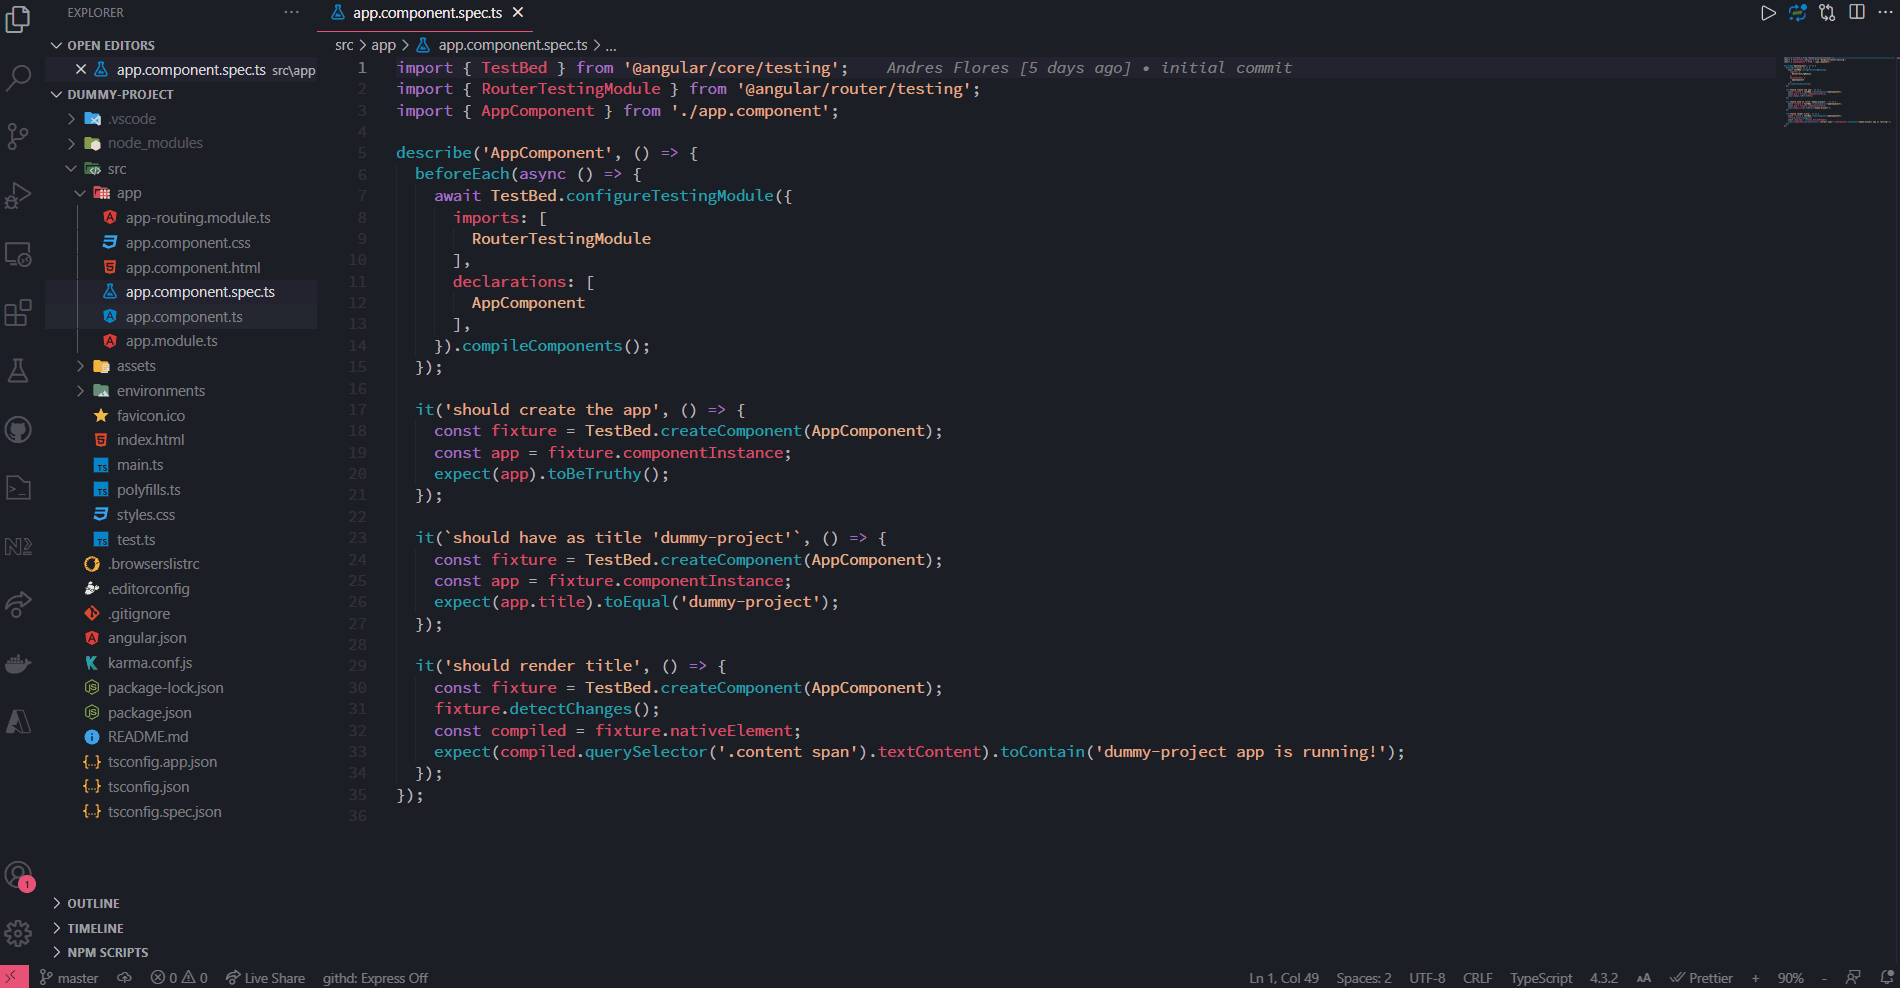 EXPLORER
OPEN EDITORS
app.component.spec.ts src\app
DUMMY-PROJECT
.vscode
node_modules
src
app
app-routing.module.ts
app.component.css
app.component.html
app.component.spec.ts
app.component.ts
app.module.ts
assets
environments
favicon.ico
index.html
main.ts
polyfills.ts
styles.css
test.ts
.browserslistrc
.editorconfig
.gitignore
angular.json
karma.conf.js
package-lock.json
package.json
README.md
tsconfig.app.json
tsconfig.json
tsconfig.spec.json
OUTLINE
TIMELINE
NPM SCRIPTS
1
app.component.spec.ts
src > app > app.component.spec.ts > ...
1 import { TestBed } from '@angular/core/testing'; Andres Flores [5 days ago] • initial commit
2 import { RouterTestingModule } from '@angular/router/testing';
3 import { AppComponent } from './app.component';
4
5 describe('AppComponent', () => {
6 beforeEach(async () => {
7 await TestBed.configureTestingModule({
8 imports: [
9 RouterTestingModule
10 ],
11 declarations: [
12 AppComponent
13 ],
14 }).compileComponents();
15 });
16
17 it('should create the app', () => {
18 const fixture = TestBed.createComponent(AppComponent);
19 const app = fixture.componentInstance;
20 expect(app).toBeTruthy();
21 });
22
23 it(`should have as title 'dummy-project'`, () => {
24 const fixture = TestBed.createComponent(AppComponent);
25 const app = fixture.componentInstance;
26 expect(app.title).toEqual('dummy-project');
27 });
28
29 it('should render title', () => {
30 const fixture = TestBed.createComponent(AppComponent);
31 fixture.detectChanges();
32 const compiled = fixture.nativeElement;
33 expect(compiled.querySelector('.content span').textContent).toContain('dummy-project app is running!');
34 });
35 });
36
master 0 0 Live Share githd: Express Off Ln 1, Col 49 Spaces: 2 UTF-8 CRLF TypeScript 4.3.2 AA Prettier + 90% -